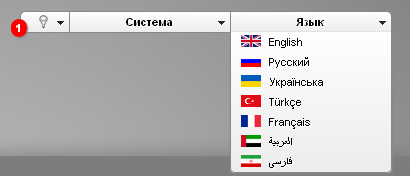 1 Система Язык
English
Русский
Українська
Türkçe
Français
العربية
فارسی